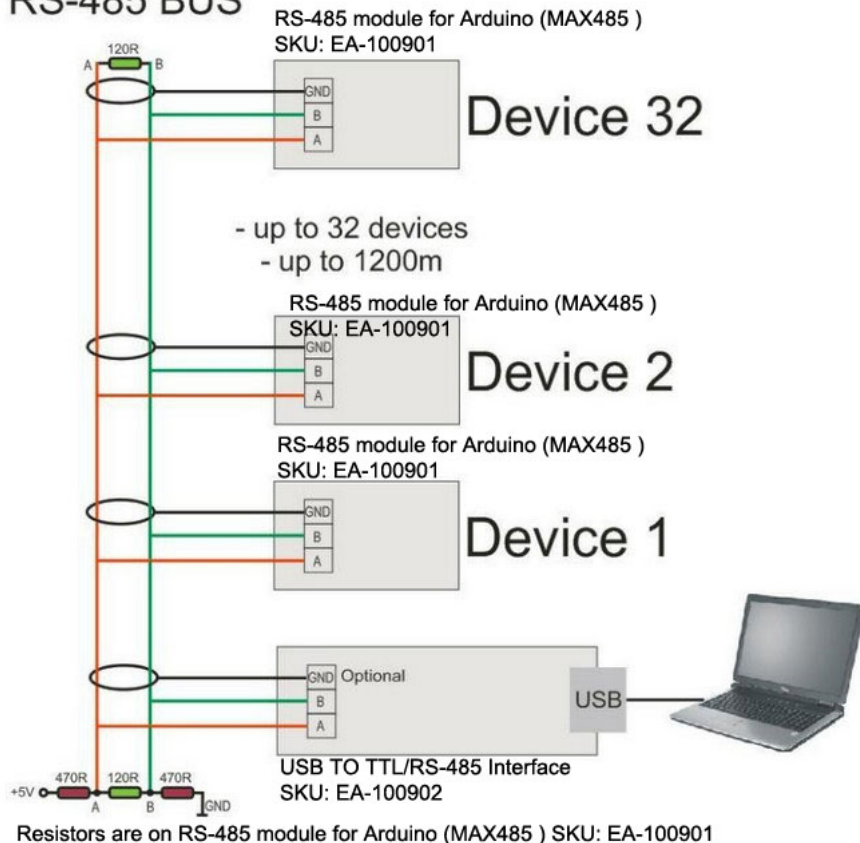 RS-485 BUS
RS-485 module for Arduino (MAX485 )
SKU: EA-100901
120R
A
B
GND
B
A
Device 32
- up to 32 devices
- up to 1200m
RS-485 module for Arduino (MAX485 )
SKU: EA-100901
GND
B
A
Device 2
RS-485 module for Arduino (MAX485 )
SKU: EA-100901
GND
B
A
Device 1
GND Optional
B
A
USB
USB TO TTL/RS-485 Interface
SKU: EA-100902
470R 120R 470R
+5V
A
B
GND
Resistors are on RS-485 module for Arduino (MAX485 ) SKU: EA-100901